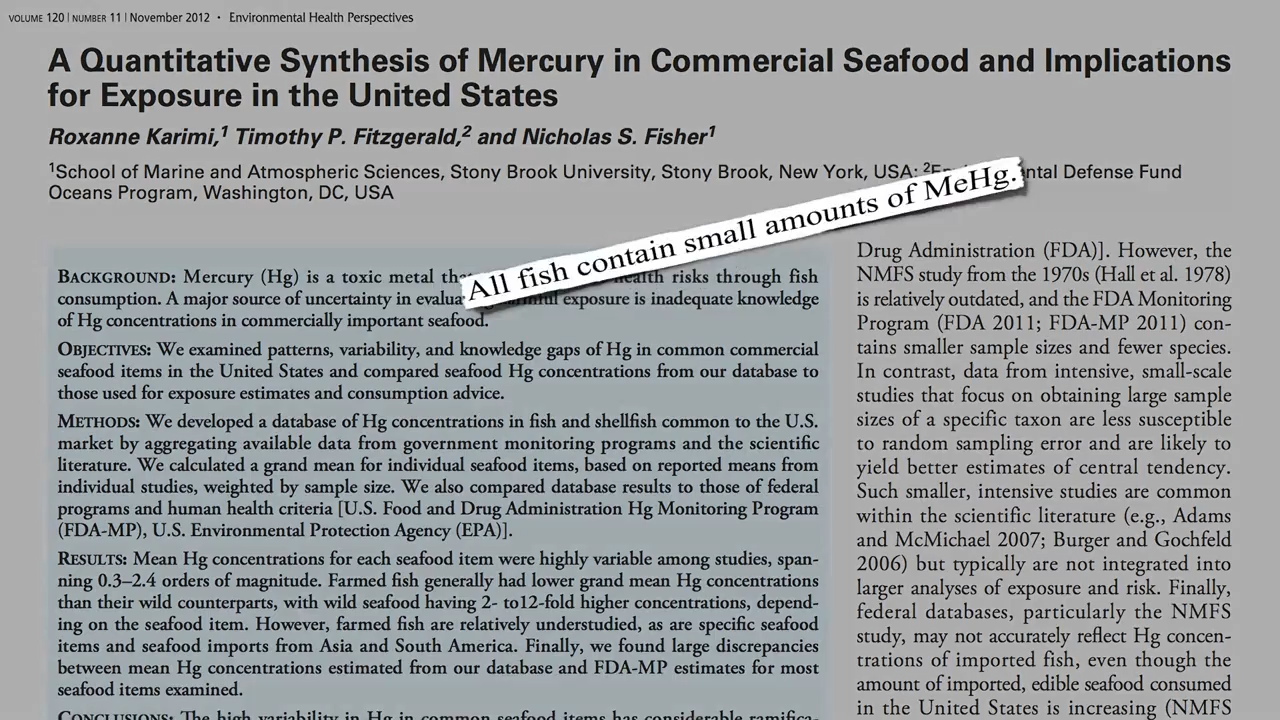 VOLUME 120 | NUMBER 11 | November 2012 • Environmental Health Perspectives
A Quantitative Synthesis of Mercury in Commercial Seafood and Implications
for Exposure in the United States
Roxanne Karimi,¹ Timothy P. Fitzgerald,² and Nicholas S. Fisher¹
¹School of Marine and Atmospheric Sciences, Stony Brook University, Stony Brook, New York, USA; ²En ntal Defense Fund
Oceans Program, Washington, DC, USA
All fish contain small amounts of MeHg.
BACKGROUND: Mercury (Hg) is a toxic metal health risks through fish
consumption. A major source of uncertainty in exposure is inadequate knowledge
of Hg concentrations in commercially important seafood.
OBJECTIVES: We examined patterns, variability, and knowledge gaps of Hg in common commercial
seafood items in the United States and compared seafood Hg concentrations from our database to
those used for exposure estimates and consumption advice.
METHODS: We developed a database of Hg concentrations in fish and shellfish common to the U.S.
market by aggregating available data from government monitoring programs and the scientific
literature. We calculated a grand mean for individual seafood items, based on reported means from
individual studies, weighted by sample size. We also compared database results to those of federal
programs and human health criteria [U.S. Food and Drug Administration Hg Monitoring Program
(FDA-MP), U.S. Environmental Protection Agency (EPA)].
RESULTS: Mean Hg concentrations for each seafood item were highly variable among studies, span-
ning 0.3–2.4 orders of magnitude. Farmed fish generally had lower grand mean Hg concentrations
than their wild counterparts, with wild seafood having 2- to12-fold higher concentrations, depend-
ing on the seafood item. However, farmed fish are relatively understudied, as are specific seafood
items and seafood imports from Asia and South America. Finally, we found large discrepancies
between mean Hg concentrations estimated from our database and FDA-MP estimates for most
seafood items examined.
CONCLUSIONS: The high variability in Hg in common seafood items has considerable ramifica-
Drug Administration (FDA)]. However, the
NMFS study from the 1970s (Hall et al. 1978)
is relatively outdated, and the FDA Monitoring
Program (FDA 2011; FDA-MP 2011) con-
tains smaller sample sizes and fewer species.
In contrast, data from intensive, small-scale
studies that focus on obtaining large sample
sizes of a specific taxon are less susceptible
to random sampling error and are likely to
yield better estimates of central tendency.
Such smaller, intensive studies are common
within the scientific literature (e.g., Adams
and McMichael 2007; Burger and Gochfeld
2006) but typically are not integrated into
larger analyses of exposure and risk. Finally,
federal databases, particularly the NMFS
study, may not accurately reflect Hg concen-
trations of imported fish, even though the
amount of imported, edible seafood consumed
in the United States is increasing (NMFS